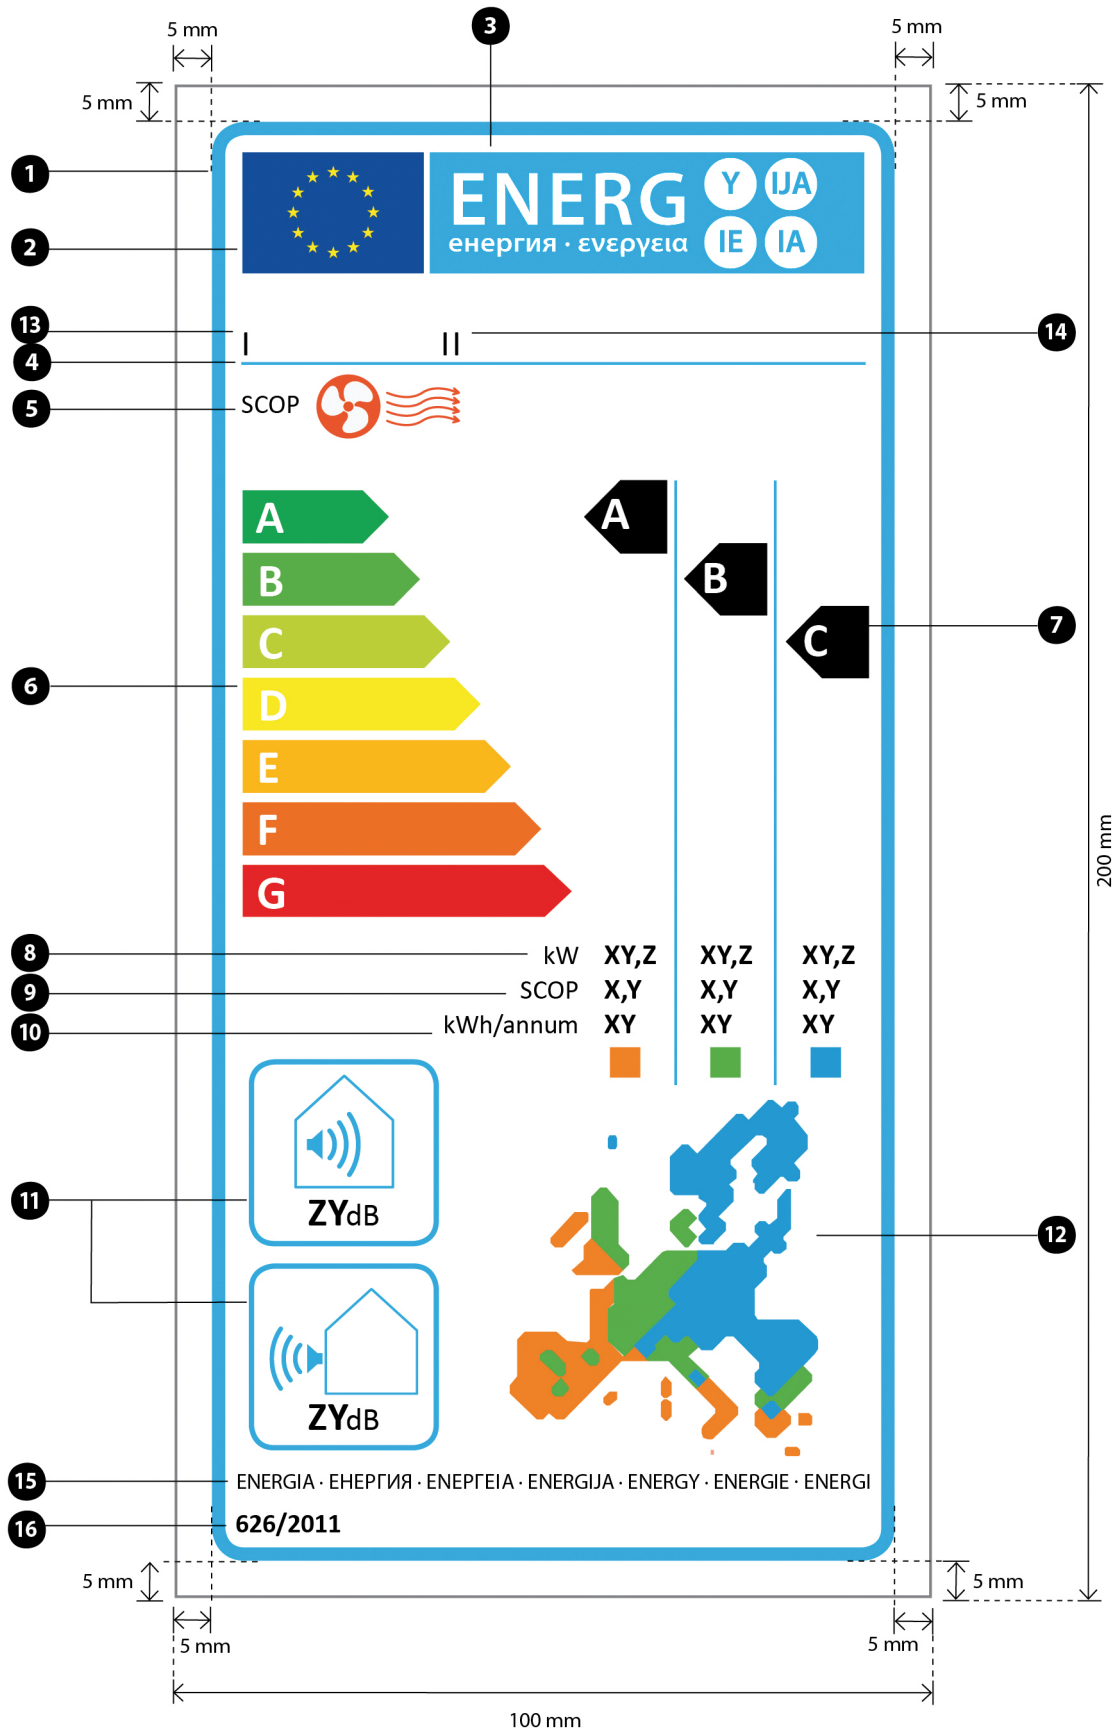 3
5 mm
5 mm
5 mm
5 mm
1
ENERG
Y
IJA
2
енергия · ενεργεια
IE
IA
13
I
II
14
4
5
SCOP
A
A
B
B
C
C
7
6
D
E
F
200 mm
G
8
kW
XY,Z
XY,Z
XY,Z
9
SCOP
X,Y
X,Y
X,Y
10
kWh/annum
XY
XY
XY
11
ZYdB
12
ZYdB
15
ENERGIA · ЕНЕРГИЯ · ΕΝΕΡΓΕΙΑ · ENERGIJA · ENERGY · ENERGIE · ENERGI
16
626/2011
5 mm
5 mm
5 mm
5 mm
100 mm